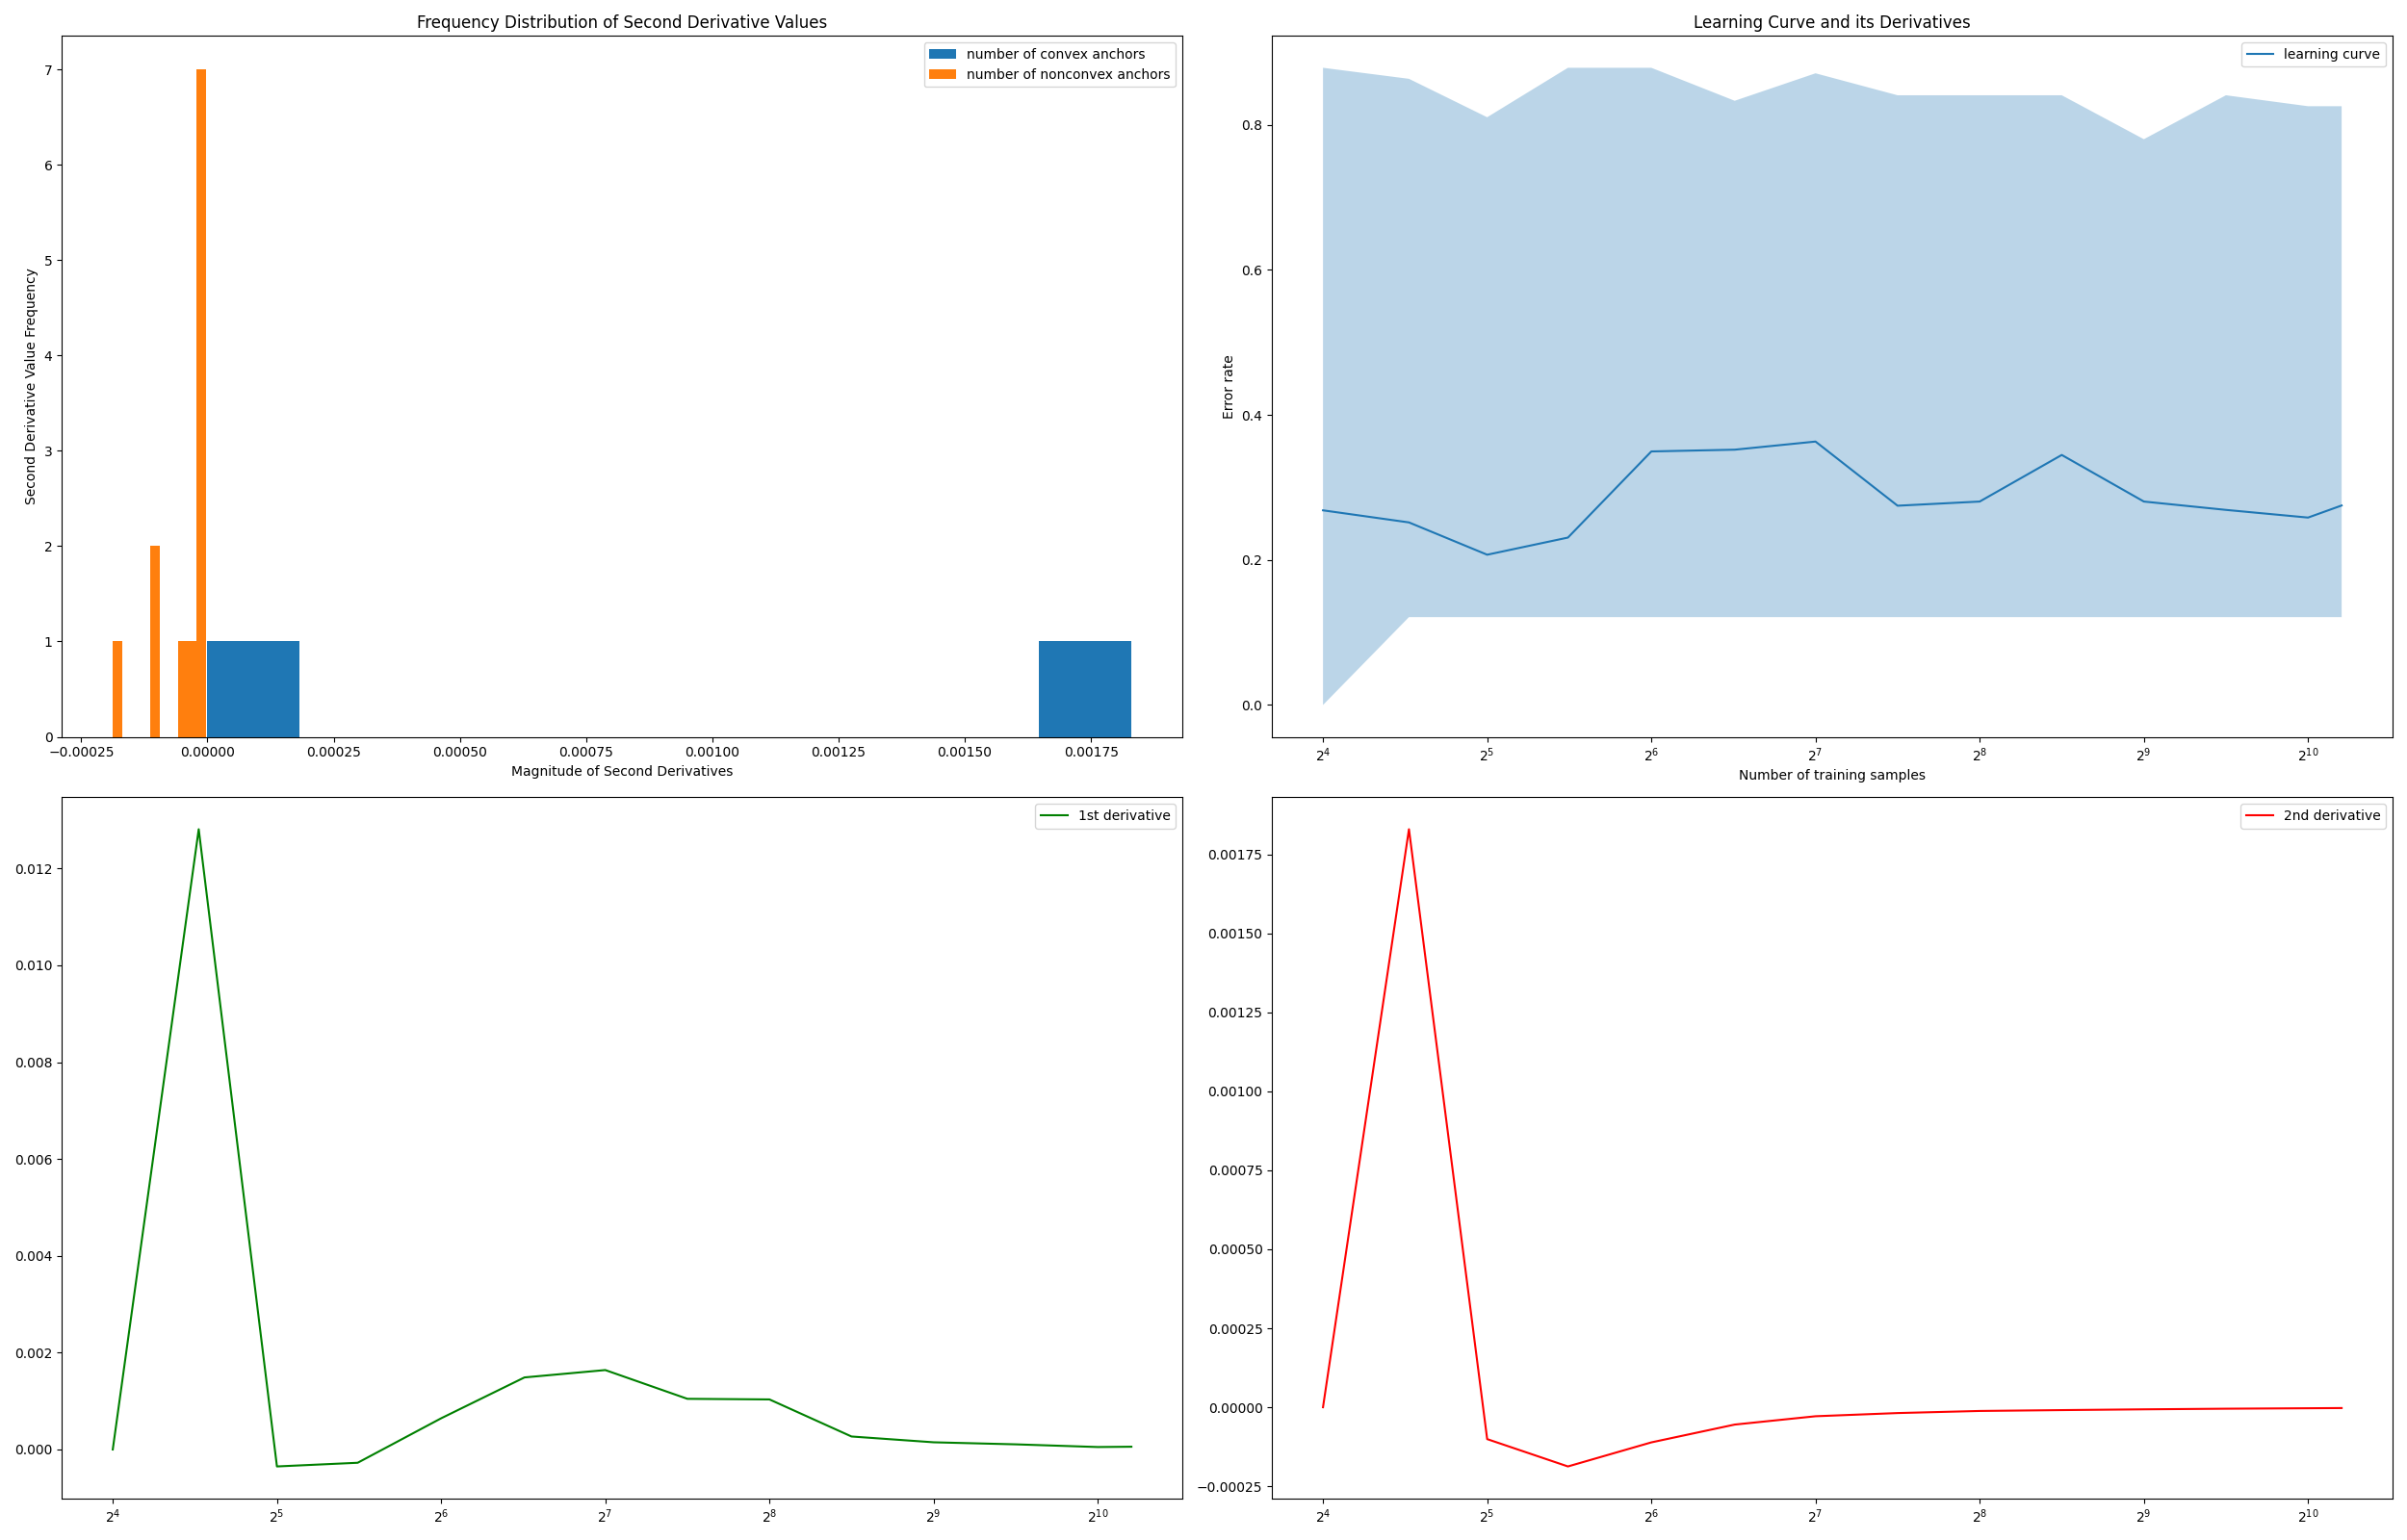 Frequency Distribution of Second Derivative Values
number of convex anchors
number of nonconvex anchors
7
6
5
4
3
2
1
0
Second Derivative Value Frequency
−0.00025 0.00000 0.00025 0.00050 0.00075 0.00100 0.00125 0.00150 0.00175
Magnitude of Second Derivatives
Learning Curve and its Derivatives
learning curve
0.8
0.6
0.4
0.2
0.0
Error rate
2⁴ 2⁵ 2⁶ 2⁷ 2⁸ 2⁹ 2¹⁰
Number of training samples
1st derivative
0.012
0.010
0.008
0.006
0.004
0.002
0.000
2⁴ 2⁵ 2⁶ 2⁷ 2⁸ 2⁹ 2¹⁰
2nd derivative
0.00175
0.00150
0.00125
0.00100
0.00075
0.00050
0.00025
0.00000
−0.00025
2⁴ 2⁵ 2⁶ 2⁷ 2⁸ 2⁹ 2¹⁰